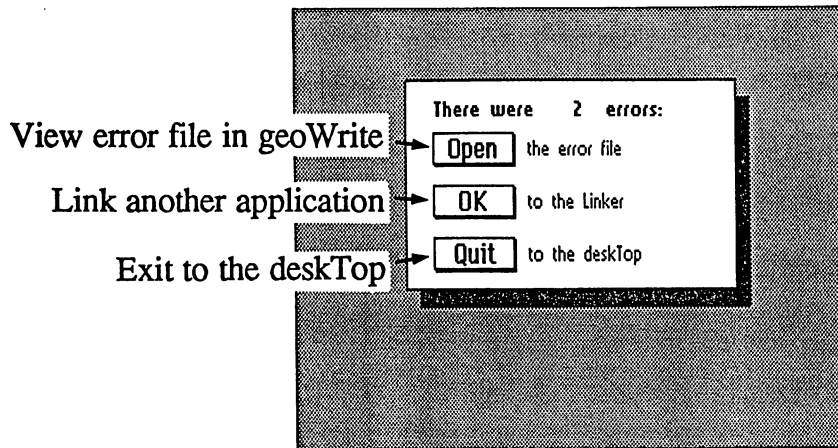 There were 2 errors:
View error file in geoWrite
Open the error file
Link another application
OK to the Linker
Exit to the deskTop
Quit to the deskTop